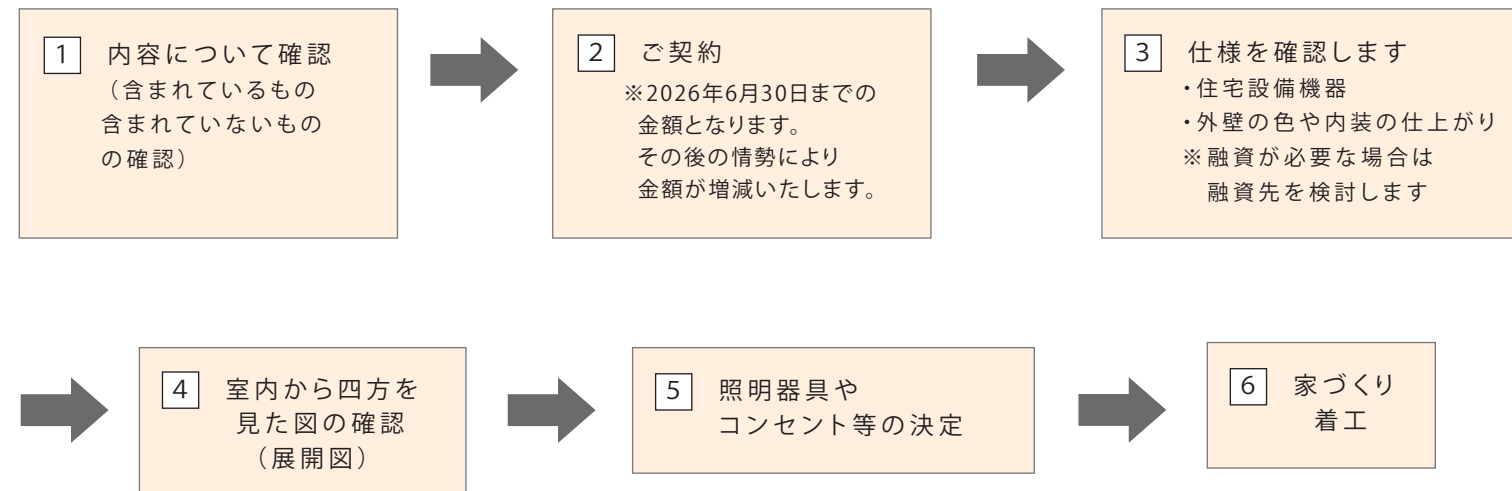 1 内容について確認
（含まれているもの
含まれていないもの
の確認）
2 ご契約
※2026年6月30日までの
金額となります。
その後の情勢により
金額が増減いたします。
3 仕様を確認します
・住宅設備機器
・外壁の色や内装の仕上がり
※融資が必要な場合は
融資先を検討します
4 室内から四方を
見た図の確認
（展開図）
5 照明器具や
コンセント等の決定
6 家づくり
着工